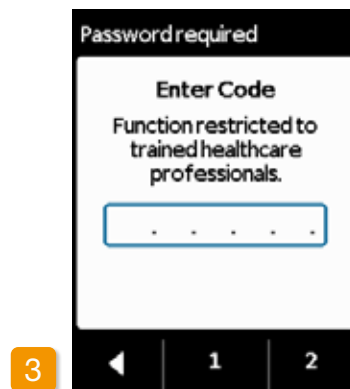 Password required
Enter Code
Function restricted to
trained healthcare
professionals.
. . . . .
3
1 2